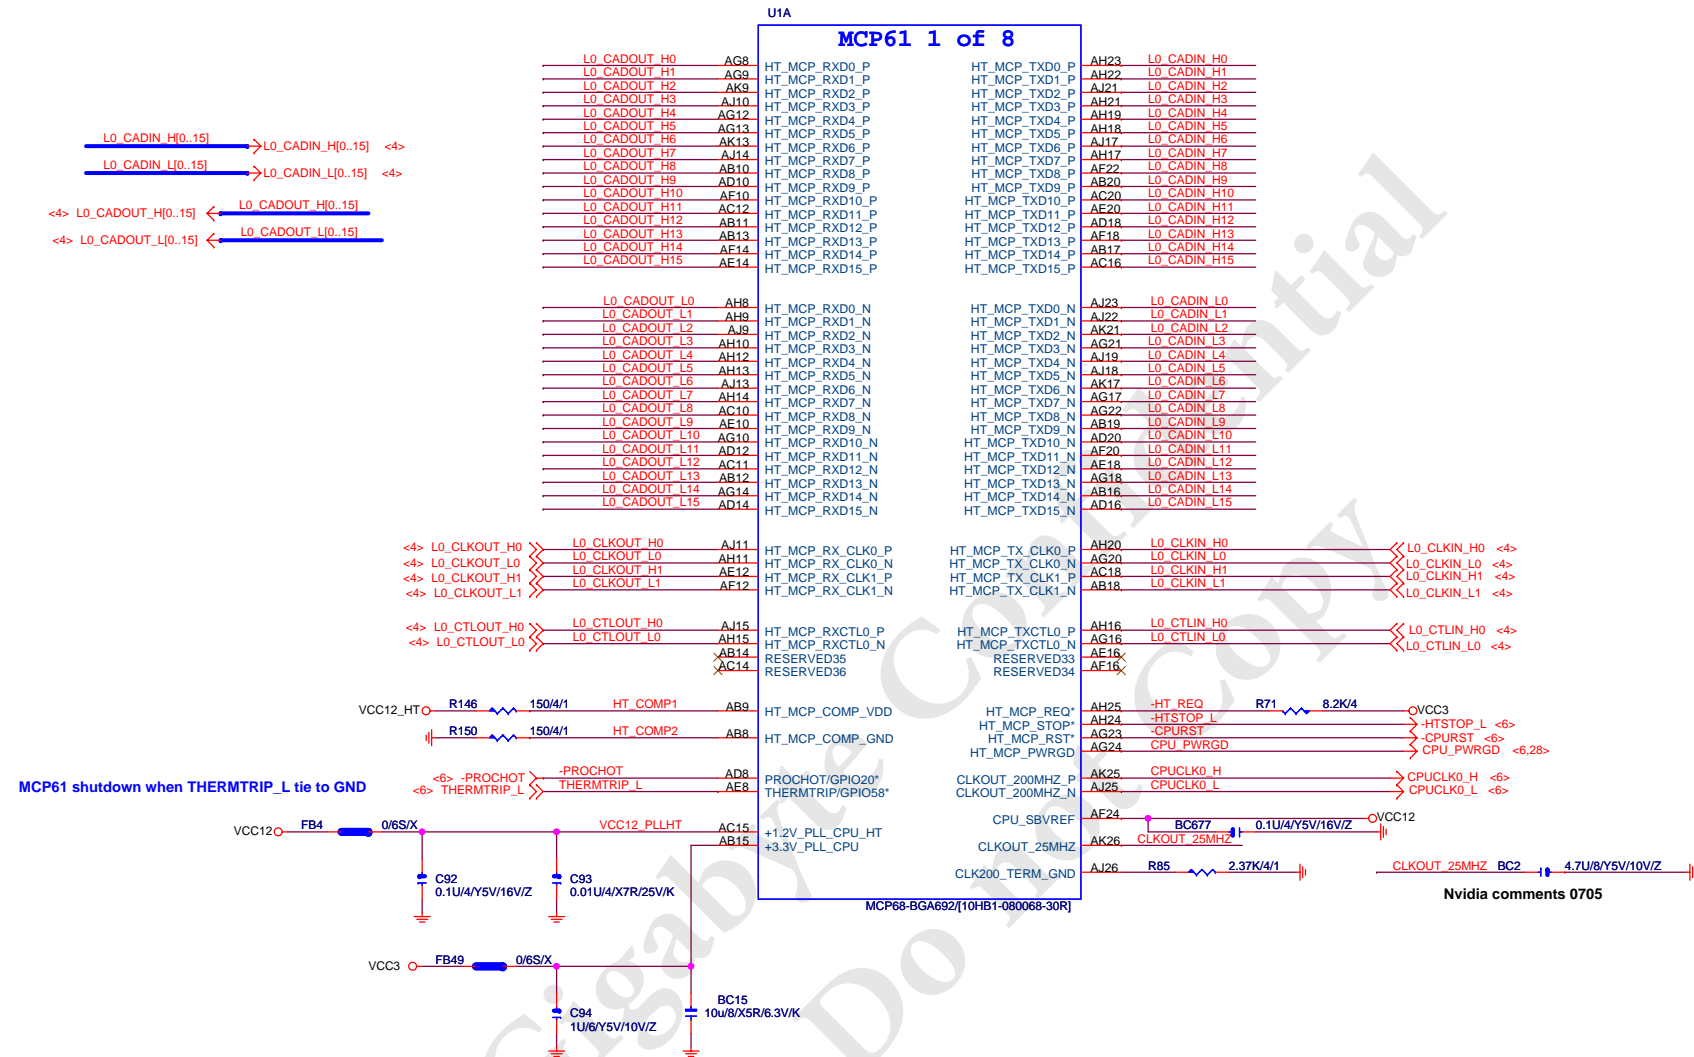 U1A
MCP61 1 of 8
L0_CADOUT_H0 AG8 HT_MCP_RXD0_P HT_MCP_TXD0_P AH23 L0_CADIN_H0
L0_CADOUT_H1 AG9 HT_MCP_RXD1_P HT_MCP_TXD1_P AH22 L0_CADIN_H1
L0_CADOUT_H2 AK9 HT_MCP_RXD2_P HT_MCP_TXD2_P AJ21 L0_CADIN_H2
L0_CADOUT_H3 AJ10 HT_MCP_RXD3_P HT_MCP_TXD3_P AH21 L0_CADIN_H3
L0_CADOUT_H4 AG12 HT_MCP_RXD4_P HT_MCP_TXD4_P AH19 L0_CADIN_H4
L0_CADOUT_H5 AG13 HT_MCP_RXD5_P HT_MCP_TXD5_P AH18 L0_CADIN_H5
L0_CADOUT_H6 AK13 HT_MCP_RXD6_P HT_MCP_TXD6_P AJ17 L0_CADIN_H6
L0_CADOUT_H7 AJ14 HT_MCP_RXD7_P HT_MCP_TXD7_P AH17 L0_CADIN_H7
L0_CADOUT_H8 AB10 HT_MCP_RXD8_P HT_MCP_TXD8_P AF22 L0_CADIN_H8
L0_CADOUT_H9 AD10 HT_MCP_RXD9_P HT_MCP_TXD9_P AB20 L0_CADIN_H9
L0_CADOUT_H10 AF10 HT_MCP_RXD10_P HT_MCP_TXD10_P AC20 L0_CADIN_H10
L0_CADOUT_H11 AC12 HT_MCP_RXD11_P HT_MCP_TXD11_P AE20 L0_CADIN_H11
L0_CADOUT_H12 AB11 HT_MCP_RXD12_P HT_MCP_TXD12_P AD18 L0_CADIN_H12
L0_CADOUT_H13 AB13 HT_MCP_RXD13_P HT_MCP_TXD13_P AF18 L0_CADIN_H13
L0_CADOUT_H14 AF14 HT_MCP_RXD14_P HT_MCP_TXD14_P AB17 L0_CADIN_H14
L0_CADOUT_H15 AE14 HT_MCP_RXD15_P HT_MCP_TXD15_P AC16 L0_CADIN_H15
L0_CADIN_H[0..15] L0_CADIN_H[0..15] <4>
L0_CADIN_L[0..15] L0_CADIN_L[0..15] <4>
<4> L0_CADOUT_H[0..15] L0_CADOUT_H[0..15]
<4> L0_CADOUT_L[0..15] L0_CADOUT_L[0..15]
L0_CADOUT_L0 AH8 HT_MCP_RXD0_N HT_MCP_TXD0_N AJ23 L0_CADIN_L0
L0_CADOUT_L1 AH9 HT_MCP_RXD1_N HT_MCP_TXD1_N AJ22 L0_CADIN_L1
L0_CADOUT_L2 AJ9 HT_MCP_RXD2_N HT_MCP_TXD2_N AK21 L0_CADIN_L2
L0_CADOUT_L3 AH10 HT_MCP_RXD3_N HT_MCP_TXD3_N AG21 L0_CADIN_L3
L0_CADOUT_L4 AH12 HT_MCP_RXD4_N HT_MCP_TXD4_N AJ19 L0_CADIN_L4
L0_CADOUT_L5 AH13 HT_MCP_RXD5_N HT_MCP_TXD5_N AJ18 L0_CADIN_L5
L0_CADOUT_L6 AJ13 HT_MCP_RXD6_N HT_MCP_TXD6_N AK17 L0_CADIN_L6
L0_CADOUT_L7 AH14 HT_MCP_RXD7_N HT_MCP_TXD7_N AG17 L0_CADIN_L7
L0_CADOUT_L8 AC10 HT_MCP_RXD8_N HT_MCP_TXD8_N AG22 L0_CADIN_L8
L0_CADOUT_L9 AE10 HT_MCP_RXD9_N HT_MCP_TXD9_N AB19 L0_CADIN_L9
L0_CADOUT_L10 AG10 HT_MCP_RXD10_N HT_MCP_TXD10_N AD20 L0_CADIN_L10
L0_CADOUT_L11 AD12 HT_MCP_RXD11_N HT_MCP_TXD11_N AF20 L0_CADIN_L11
L0_CADOUT_L12 AC11 HT_MCP_RXD12_N HT_MCP_TXD12_N AE18 L0_CADIN_L12
L0_CADOUT_L13 AB12 HT_MCP_RXD13_N HT_MCP_TXD13_N AG18 L0_CADIN_L13
L0_CADOUT_L14 AG14 HT_MCP_RXD14_N HT_MCP_TXD14_N AB16 L0_CADIN_L14
L0_CADOUT_L15 AD14 HT_MCP_RXD15_N HT_MCP_TXD15_N AD16 L0_CADIN_L15
<4> L0_CLKOUT_H0 L0_CLKOUT_H0 AJ11 HT_MCP_RX_CLK0_P HT_MCP_TX_CLK0_P AH20 L0_CLKIN_H0 L0_CLKIN_H0 <4>
<4> L0_CLKOUT_L0 L0_CLKOUT_L0 AH11 HT_MCP_RX_CLK0_N HT_MCP_TX_CLK0_N AG20 L0_CLKIN_L0 L0_CLKIN_L0 <4>
<4> L0_CLKOUT_H1 L0_CLKOUT_H1 AE12 HT_MCP_RX_CLK1_P HT_MCP_TX_CLK1_P AC18 L0_CLKIN_H1 L0_CLKIN_H1 <4>
<4> L0_CLKOUT_L1 L0_CLKOUT_L1 AF12 HT_MCP_RX_CLK1_N HT_MCP_TX_CLK1_N AB18 L0_CLKIN_L1 L0_CLKIN_L1 <4>
<4> L0_CTLOUT_H0 L0_CTLOUT_H0 AJ15 HT_MCP_RXCTL0_P HT_MCP_TXCTL0_P AH16 L0_CTLIN_H0 L0_CTLIN_H0 <4>
<4> L0_CTLOUT_L0 L0_CTLOUT_L0 AH15 HT_MCP_RXCTL0_N HT_MCP_TXCTL0_N AG16 L0_CTLIN_L0 L0_CTLIN_L0 <4>
AB14 RESERVED35 RESERVED33 AE16
AC14 RESERVED36 RESERVED34 AF16
VCC12_HT R146 150/4/1 HT_COMP1 AB9 HT_MCP_COMP_VDD HT_MCP_REQ* AH25 -HT_REQ R71 8.2K/4 VCC3
HT_MCP_STOP* AH24 -HTSTOP_L -HTSTOP_L <6>
R150 150/4/1 HT_COMP2 AB8 HT_MCP_COMP_GND HT_MCP_RST* AG23 -CPURST -CPURST <6>
HT_MCP_PWRGD AG24 CPU_PWRGD CPU_PWRGD <6,28>
<6> -PROCHOT -PROCHOT AD8 PROCHOT/GPIO20* CLKOUT_200MHZ_P AK25 CPUCLK0_H CPUCLK0_H <6>
MCP61 shutdown when THERMTRIP_L tie to GND
<6> THERMTRIP_L THERMTRIP_L AE8 THERMTRIP/GPIO58* CLKOUT_200MHZ_N AJ25 CPUCLK0_L CPUCLK0_L <6>
CPU_SBVREF AF24 VCC12
VCC12 FB4 0/6S/X VCC12_PLLHT AC15 +1.2V_PLL_CPU_HT BC677 0.1U/4/Y5V/16V/Z
AB15 +3.3V_PLL_CPU CLKOUT_25MHZ AK26 CLKOUT_25MHZ
CLK200_TERM_GND AJ26 R85 2.37K/4/1 CLKOUT_25MHZ BC2 4.7U/8/Y5V/10V/Z
C92 C93
0.1U/4/Y5V/16V/Z 0.01U/4/X7R/25V/K
Nvidia comments 0705
MCP68-BGA692/[10HB1-080068-30R]
VCC3 FB49 0/6S/X
C94 BC15
1U/6/Y5V/10V/Z 10u/8/X5R/6.3V/K
Gigabyte Confidential
Do not Copy